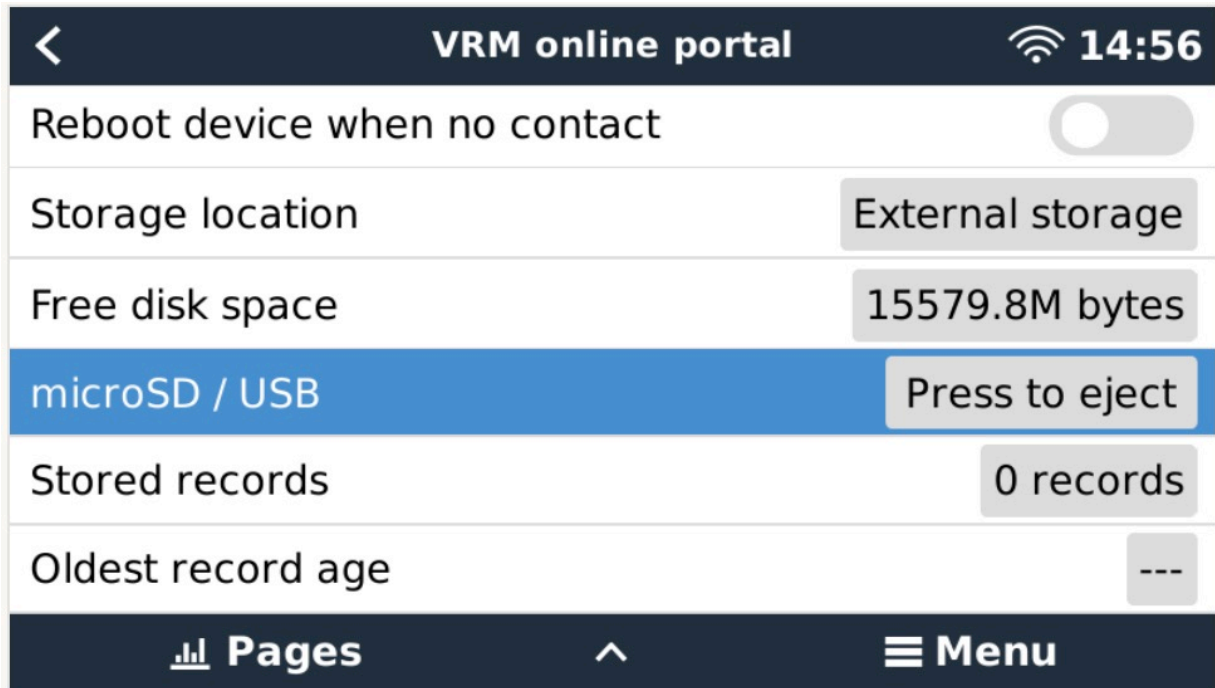 VRM online portal 14:56
Reboot device when no contact
Storage location External storage
Free disk space 15579.8M bytes
microSD / USB Press to eject
Stored records 0 records
Oldest record age ---
Pages Menu